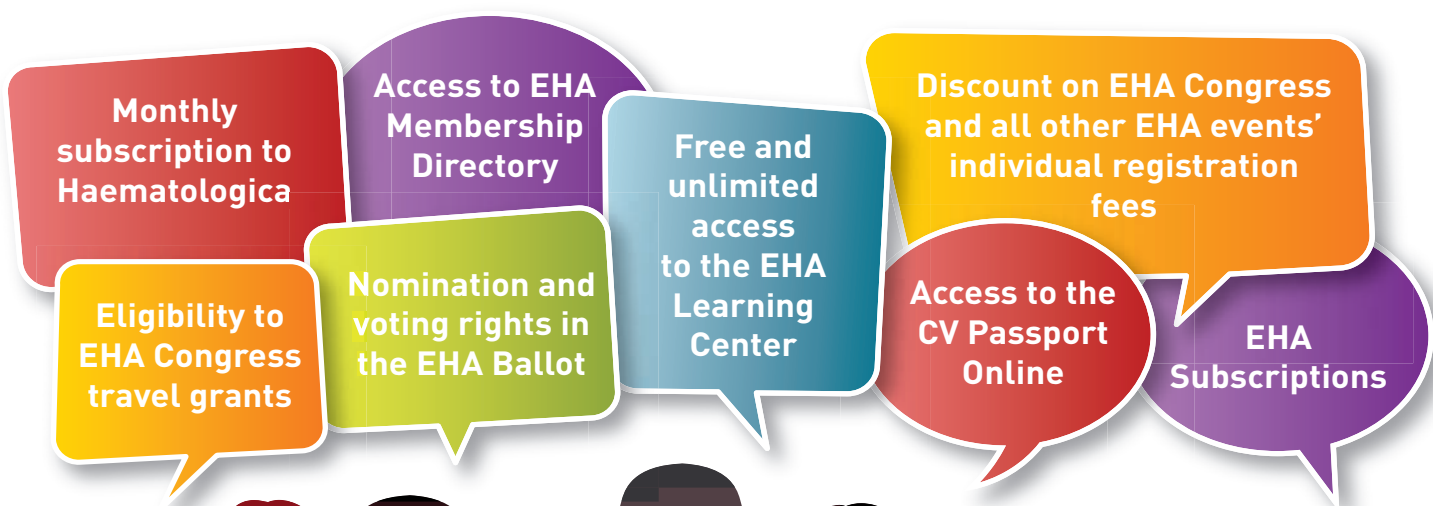 Monthly
subscription to
Haematologica
Access to EHA
Membership
Directory
Free and
unlimited
access
to the EHA
Learning
Center
Discount on EHA Congress
and all other EHA events’
individual registration
fees
Eligibility to
EHA Congress
travel grants
Nomination and
voting rights in
the EHA Ballot
Access to the
CV Passport
Online
EHA
Subscriptions